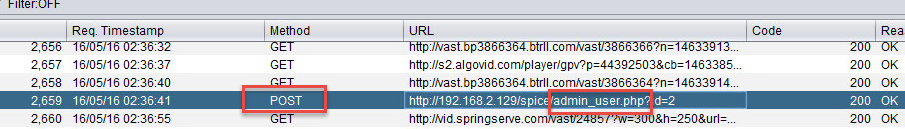 Filter:OFF
Req. Timestamp Method URL Code Rea
2,656 16/05/16 02:36:32 GET http://vast.bp3866364.btrll.com/vast/3866366?n=14633913... 200 OK
2,657 16/05/16 02:36:37 GET http://s2.algovid.com/player/gpv?p=44392503&cb=1463385... 200 OK
2,658 16/05/16 02:36:40 GET http://vast.bp3866364.btrll.com/vast/3866364?n=14633914... 200 OK
2,659 16/05/16 02:36:41 POST http://192.168.2.129/spice/admin_user.php?id=2 200 OK
2,660 16/05/16 02:36:55 GET http://vid.springserve.com/vast/24857?w=300&h=250&url=... 200 OK